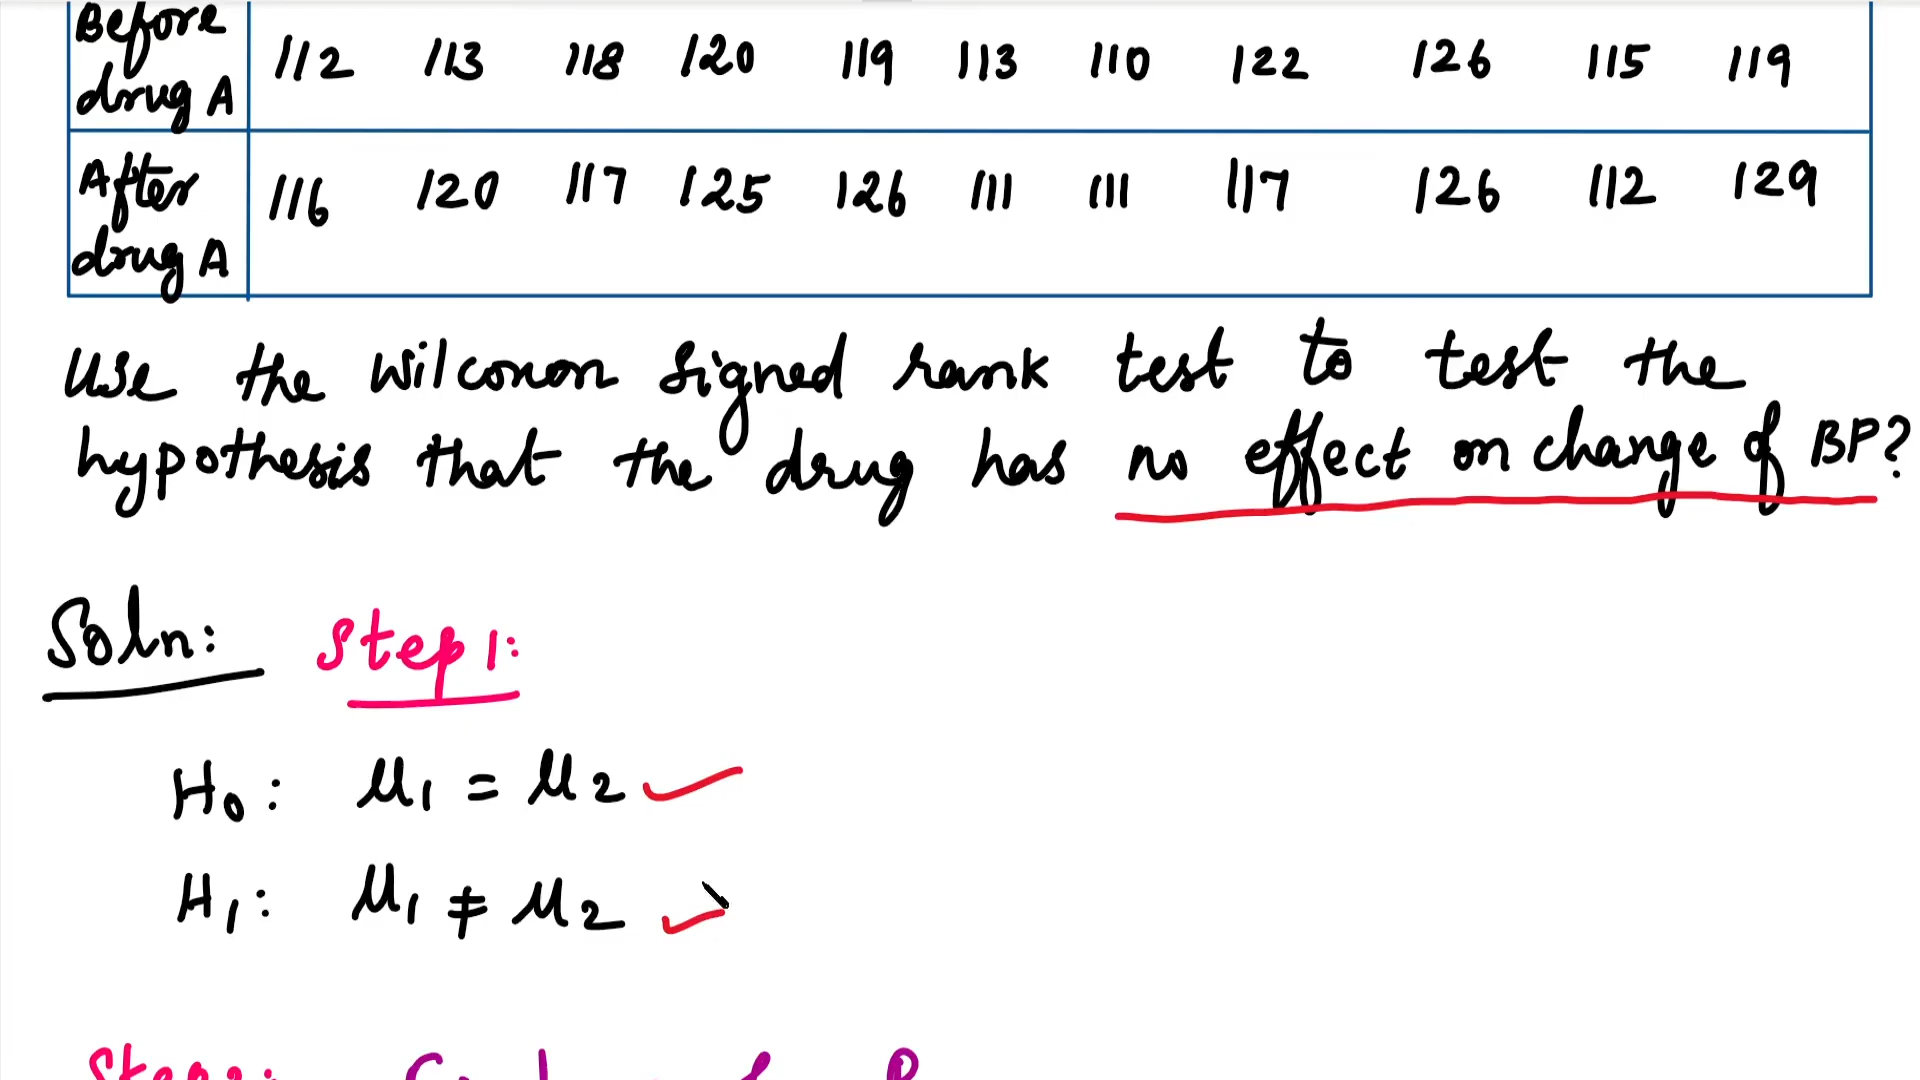 Before
drug A 112 113 118 120 119 113 110 122 126 115 119
After
drug A 116 120 117 125 126 111 111 117 126 112 129
Use the Wilcoxon signed rank test to test the
hypothesis that the drug has no effect on change of BP?
Soln: Step 1:
H0: μ1 = μ2
H1: μ1 ≠ μ2